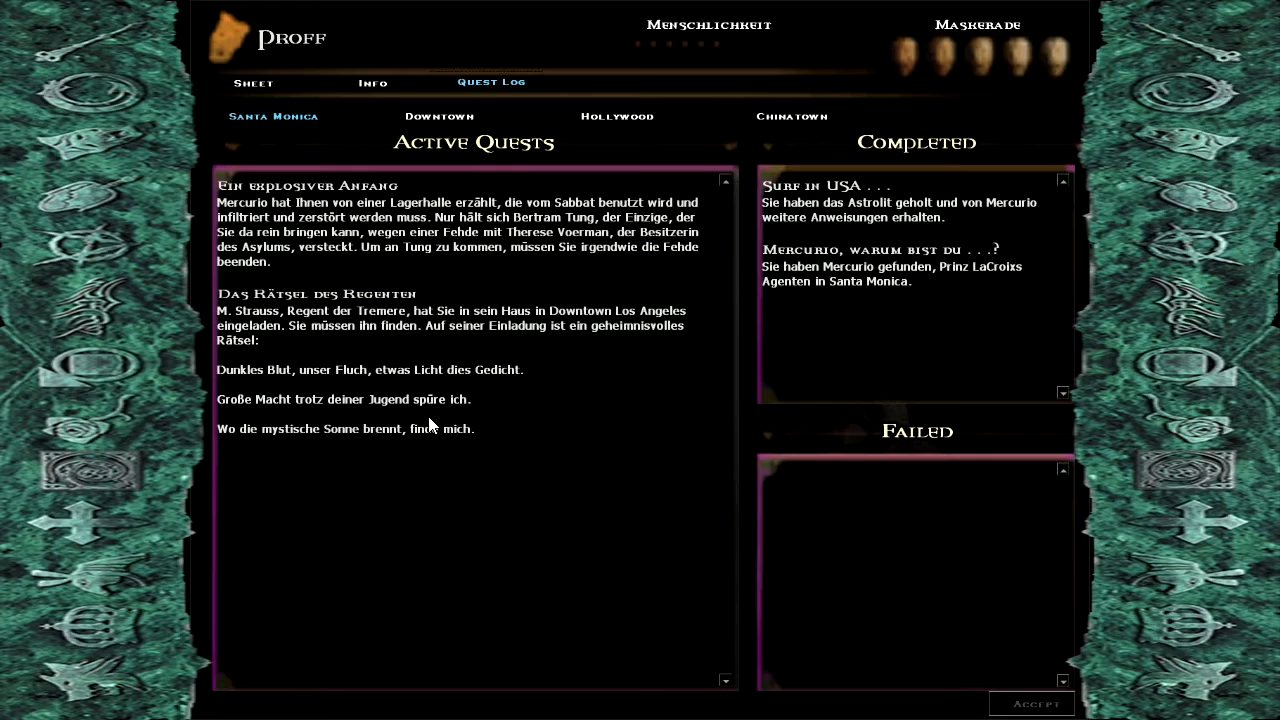 Proff
Menschlichkeit
Maskerade
Sheet
Info
Quest Log
Santa Monica
Downtown
Hollywood
Chinatown
Active Quests
Ein explosiver Anfang
Mercurio hat Ihnen von einer Lagerhalle erzählt, die vom Sabbat benutzt wird und
infiltriert und zerstört werden muss. Nur hält sich Bertram Tung, der Einzige, der
Sie da rein bringen kann, wegen einer Fehde mit Therese Voerman, der Besitzerin
des Asylums, versteckt. Um an Tung zu kommen, müssen Sie irgendwie die Fehde
beenden.
Das Rätsel des Regenten
M. Strauss, Regent der Tremere, hat Sie in sein Haus in Downtown Los Angeles
eingeladen. Sie müssen ihn finden. Auf seiner Einladung ist ein geheimnisvolles
Rätsel:
Dunkles Blut, unser Fluch, etwas Licht dies Gedicht.
Große Macht trotz deiner Jugend spüre ich.
Wo die mystische Sonne brennt, finde mich.
Completed
Surf in USA . . .
Sie haben das Astrolit geholt und von Mercurio
weitere Anweisungen erhalten.
Mercurio, warum bist du . . .?
Sie haben Mercurio gefunden, Prinz LaCroixs
Agenten in Santa Monica.
Failed
Accept